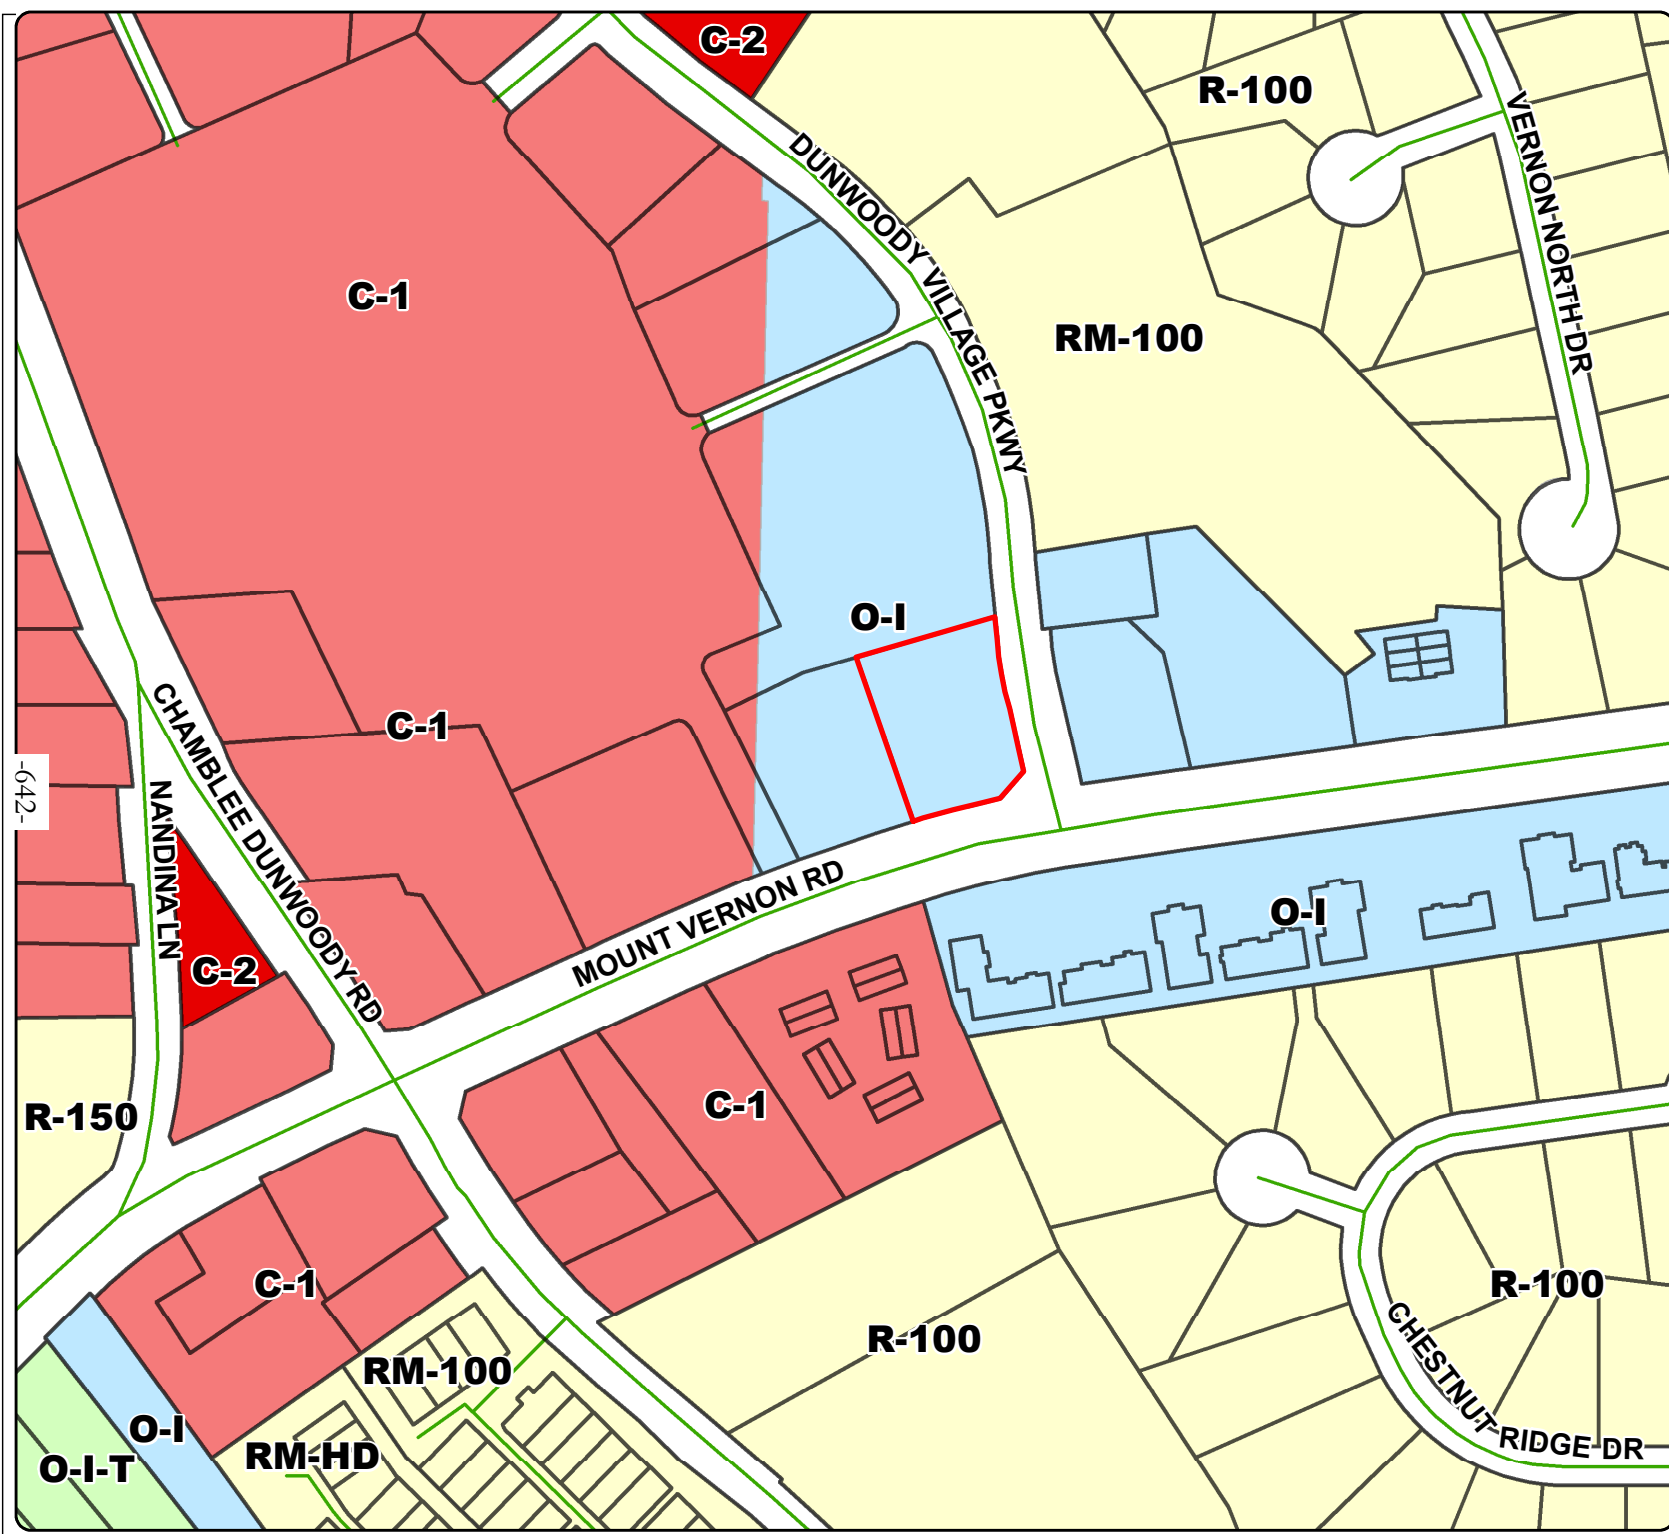 C-2
R-100
DUNWOODY VILLAGE PKWY
VERNON NORTH DR
C-1
RM-100
O-I
C-1
CHAMBLEE DUNWOODY RD
-642-
NANDINA LN
MOUNT VERNON RD
O-I
C-2
C-1
R-150
C-1
R-100
R-100
CHESTNUT RIDGE DR
RM-100
O-I
RM-HD
O-I-T